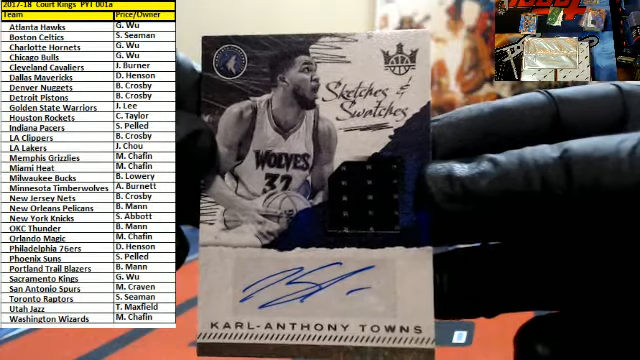 2017-18 Court Kings PYT 001a
Team Price/Owner
Atlanta Hawks G. Wu
Boston Celtics S. Seaman
Charlotte Hornets G. Wu
Chicago Bulls G. Wu
Cleveland Cavaliers J. Burner
Dallas Mavericks D. Henson
Denver Nuggets B. Crosby
Detroit Pistons B. Crosby
Golden State Warriors J. Lee
Houston Rockets C. Taylor
Indiana Pacers S. Pelled
LA Clippers B. Crosby
LA Lakers J. Chou
Memphis Grizzlies M. Chafin
Miami Heat M. Chafin
Milwaukee Bucks B. Lowery
Minnesota Timberwolves A. Burnett
New Jersey Nets B. Crosby
New Orleans Pelicans B. Mann
New York Knicks S. Abbott
OKC Thunder B. Mann
Orlando Magic M. Chafin
Philadelphia 76ers D. Henson
Phoenix Suns S. Pelled
Portland Trail Blazers B. Mann
Sacramento Kings G. Wu
San Antonio Spurs M. Craven
Toronto Raptors S. Seaman
Utah Jazz T. Maxfield
Washington Wizards M. Chafin
Sketches &
Swatches
WOLVES
32
KARL-ANTHONY TOWNS